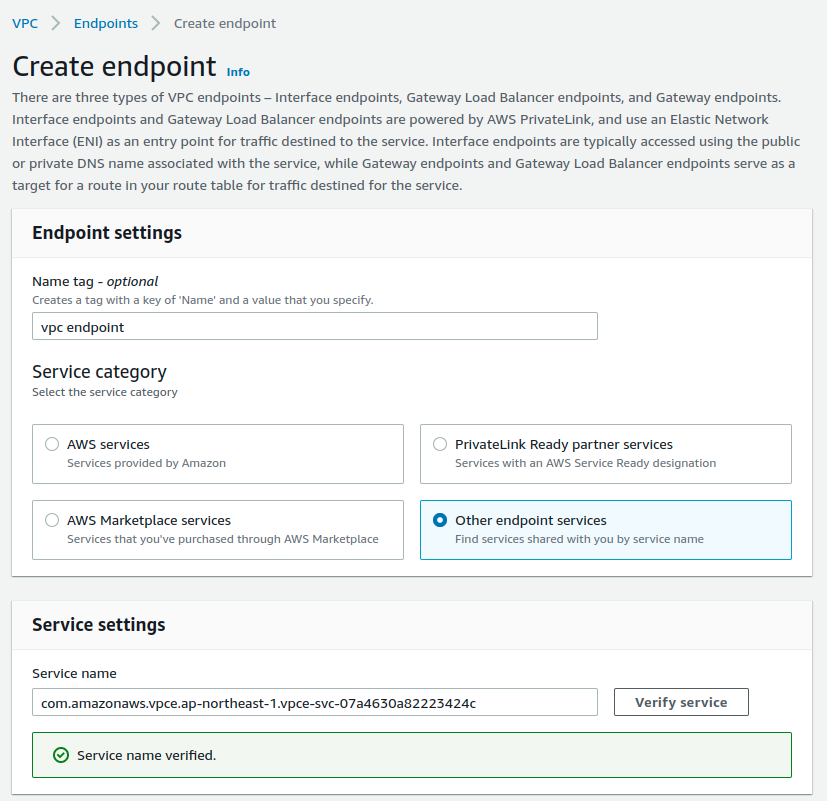 VPC > Endpoints > Create endpoint
Create endpoint Info
There are three types of VPC endpoints – Interface endpoints, Gateway Load Balancer endpoints, and Gateway endpoints.
Interface endpoints and Gateway Load Balancer endpoints are powered by AWS PrivateLink, and use an Elastic Network
Interface (ENI) as an entry point for traffic destined to the service. Interface endpoints are typically accessed using the public
or private DNS name associated with the service, while Gateway endpoints and Gateway Load Balancer endpoints serve as a
target for a route in your route table for traffic destined for the service.
Endpoint settings
Name tag - optional
Creates a tag with a key of 'Name' and a value that you specify.
vpc endpoint
Service category
Select the service category
AWS services
Services provided by Amazon
PrivateLink Ready partner services
Services with an AWS Service Ready designation
AWS Marketplace services
Services that you've purchased through AWS Marketplace
Other endpoint services
Find services shared with you by service name
Service settings
Service name
com.amazonaws.vpce.ap-northeast-1.vpce-svc-07a4630a82223424c
Verify service
Service name verified.